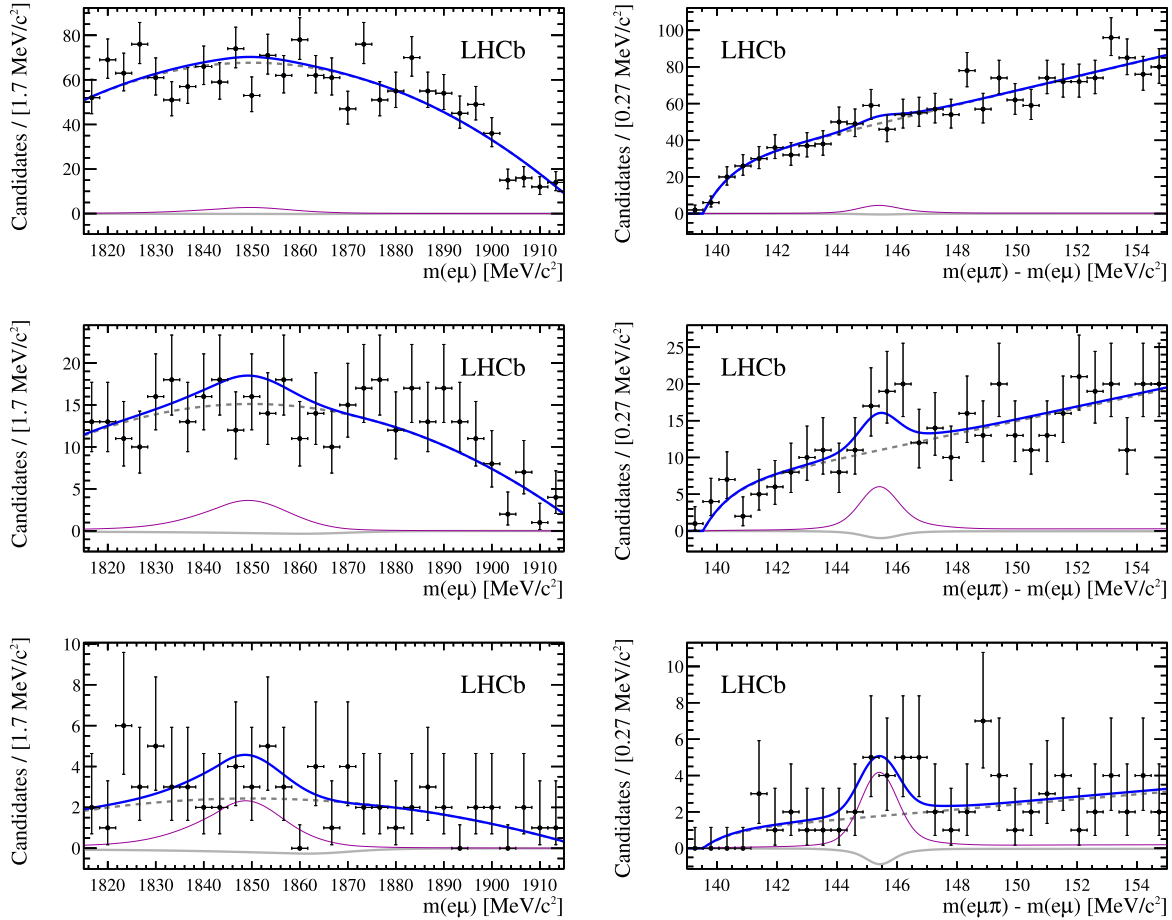 Candidates / [1.7 MeV/c²]
80
60
40
20
0
LHCb
1820 1830 1840 1850 1860 1870 1880 1890 1900 1910
m(eμ) [MeV/c²]
Candidates / [0.27 MeV/c²]
100
80
60
40
20
0
LHCb
140 142 144 146 148 150 152 154
m(eμπ) - m(eμ) [MeV/c²]
Candidates / [1.7 MeV/c²]
20
15
10
5
0
LHCb
1820 1830 1840 1850 1860 1870 1880 1890 1900 1910
m(eμ) [MeV/c²]
Candidates / [0.27 MeV/c²]
25
20
15
10
5
0
LHCb
140 142 144 146 148 150 152 154
m(eμπ) - m(eμ) [MeV/c²]
Candidates / [1.7 MeV/c²]
10
8
6
4
2
0
LHCb
1820 1830 1840 1850 1860 1870 1880 1890 1900 1910
m(eμ) [MeV/c²]
Candidates / [0.27 MeV/c²]
10
8
6
4
2
0
LHCb
140 142 144 146 148 150 152 154
m(eμπ) - m(eμ) [MeV/c²]